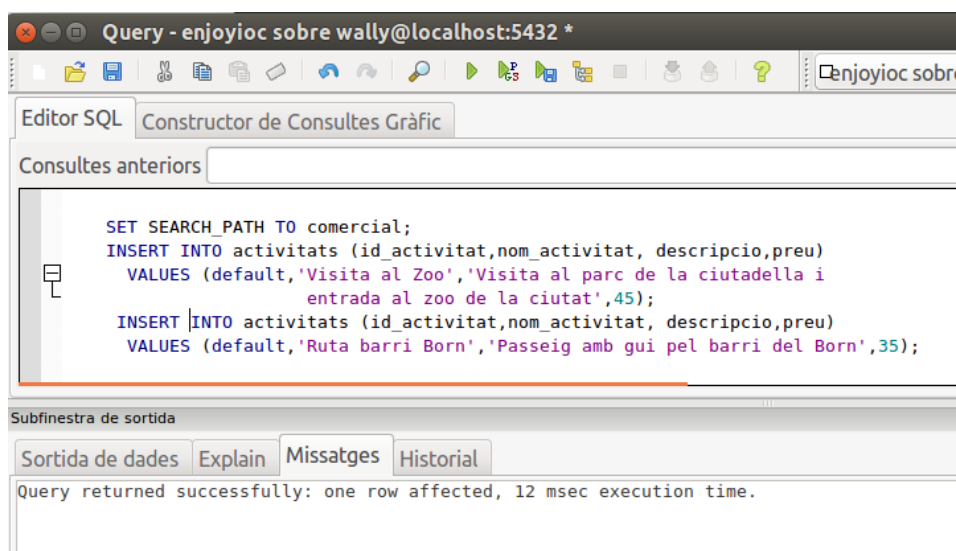 Query - enjoyioc sobre wally@localhost:5432 *
enjoyioc sobre
Editor SQL Constructor de Consultes Gràfic
Consultes anteriors
SET SEARCH_PATH TO comercial;
INSERT INTO activitats (id_activitat,nom_activitat, descripcio,preu)
VALUES (default,'Visita al Zoo','Visita al parc de la ciutadella i
entrada al zoo de la ciutat',45);
INSERT INTO activitats (id_activitat,nom_activitat, descripcio,preu)
VALUES (default,'Ruta barri Born','Passeig amb gui pel barri del Born',35);
Subfinestra de sortida
Sortida de dades Explain Missatges Historial
Query returned successfully: one row affected, 12 msec execution time.